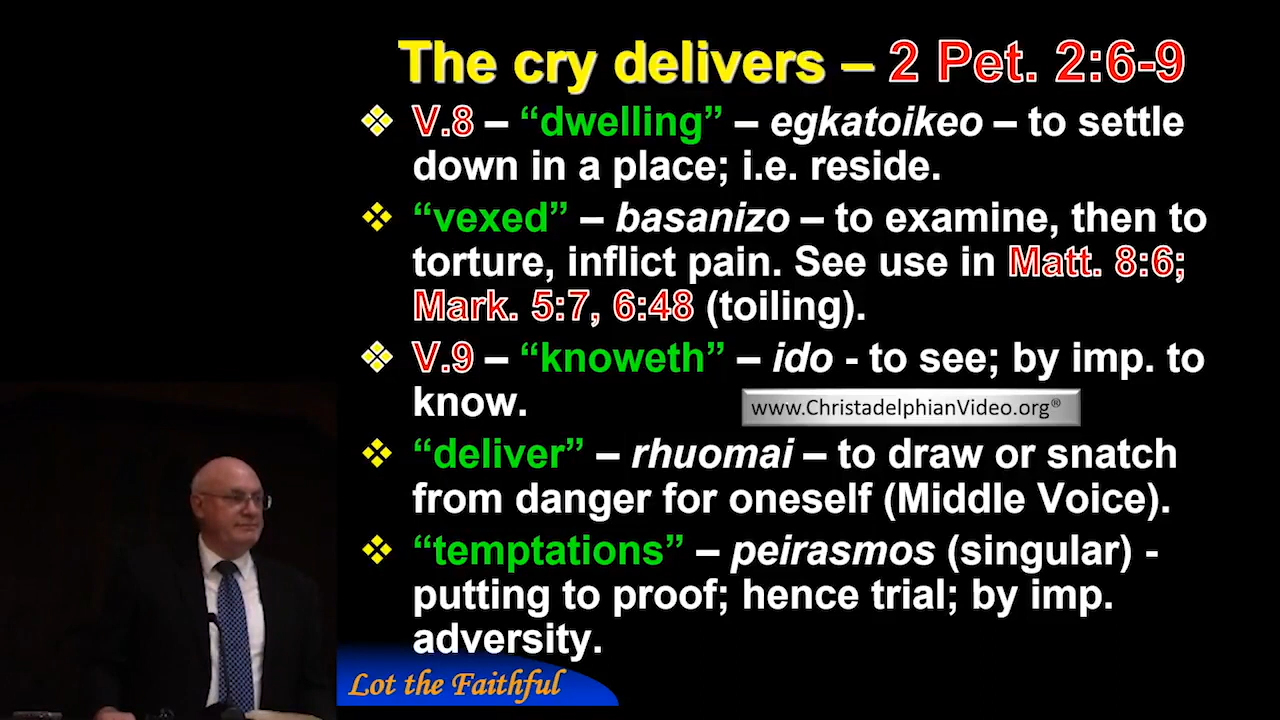 The cry delivers – 2 Pet. 2:6-9
❖ V.8 – “dwelling” – egkatoikeo – to settle
down in a place; i.e. reside.
❖ “vexed” – basanizo – to examine, then to
torture, inflict pain. See use in Matt. 8:6;
Mark. 5:7, 6:48 (toiling).
❖ V.9 – “knoweth” – ido - to see; by imp. to
know.
www.ChristadelphianVideo.org®
❖ “deliver” – rhuomai – to draw or snatch
from danger for oneself (Middle Voice).
❖ “temptations” – peirasmos (singular) -
putting to proof; hence trial; by imp.
adversity.
Lot the Faithful